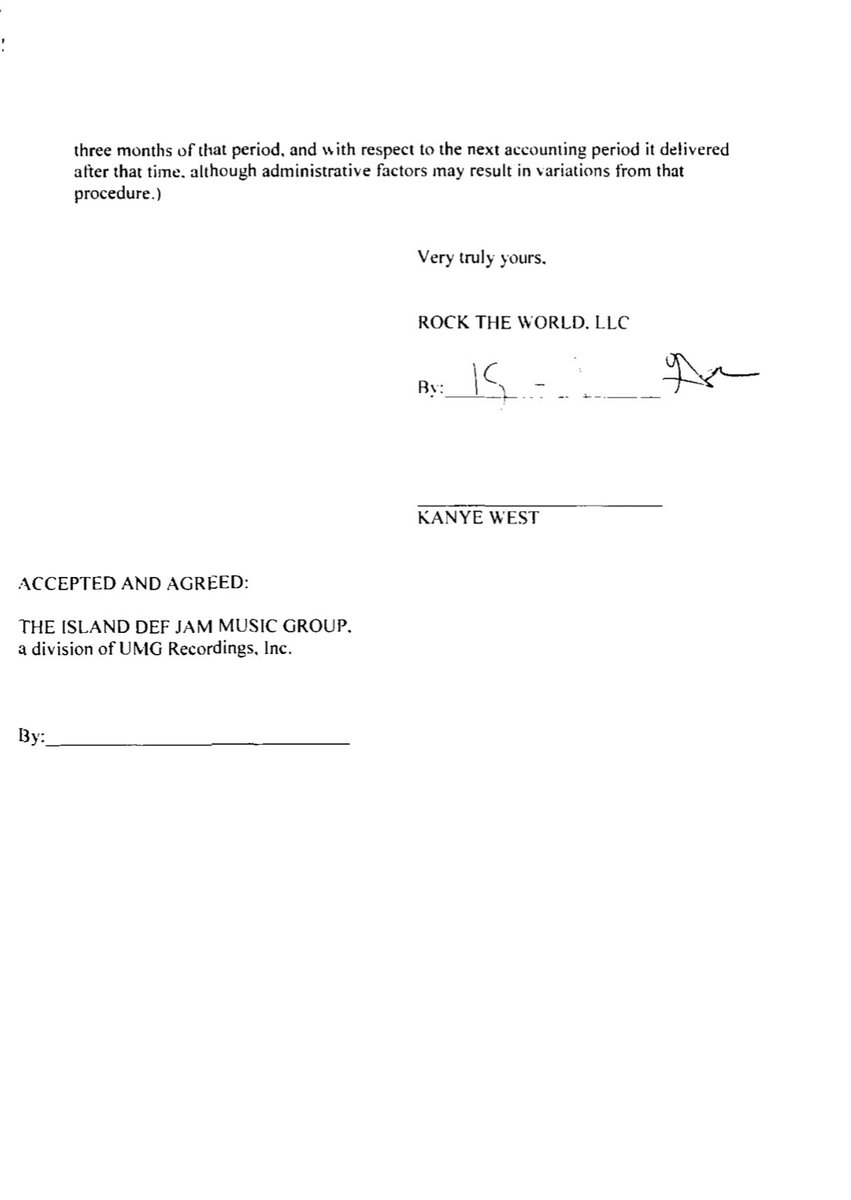 three months of that period, and with respect to the next accounting period it delivered
after that time, although administrative factors may result in variations from that
procedure.)
Very truly yours,
ROCK THE WORLD, LLC
By:
KANYE WEST
ACCEPTED AND AGREED:
THE ISLAND DEF JAM MUSIC GROUP,
a division of UMG Recordings, Inc.
By: